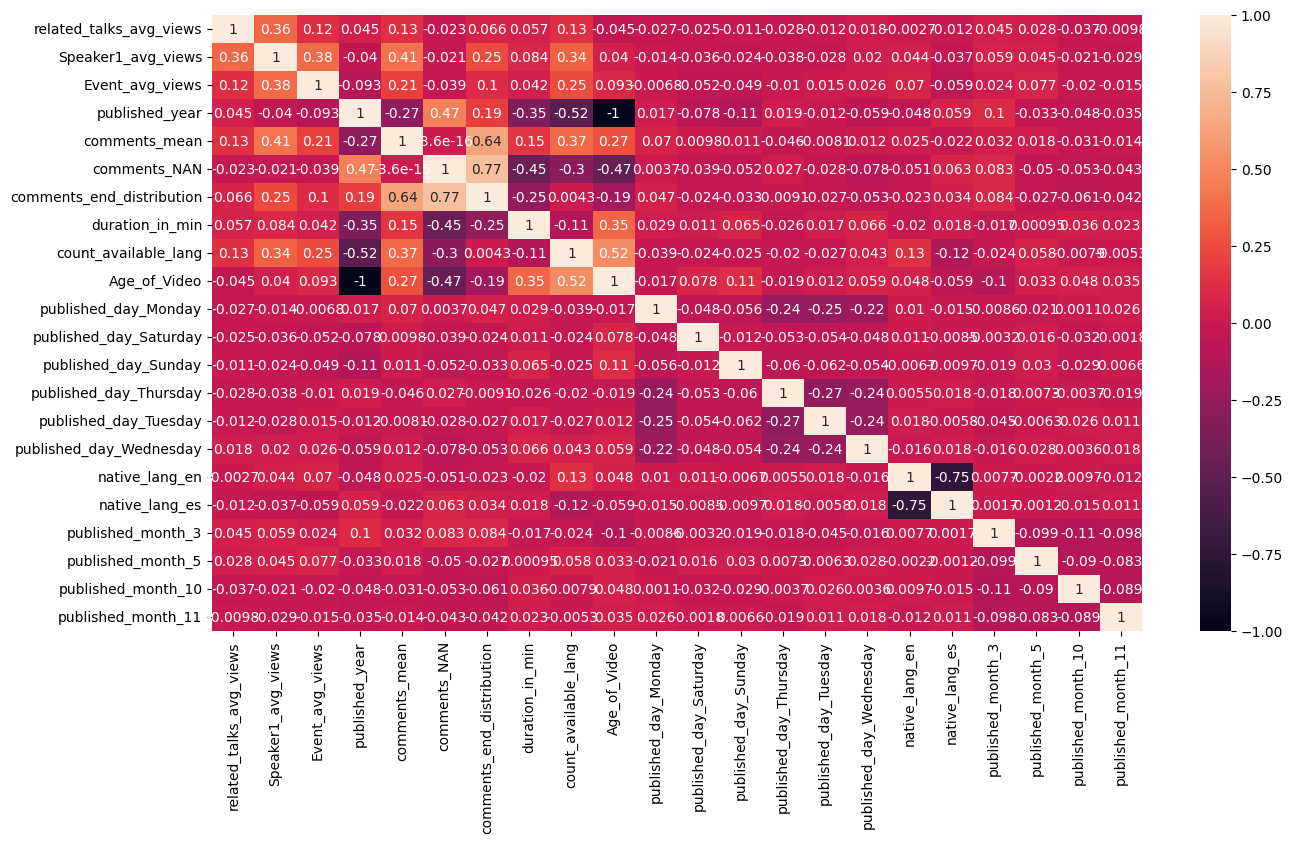 related_talks_avg_views 1 0.36 0.12 0.045 0.13 -0.023 0.066 0.057 0.13 -0.045 -0.027 -0.025 -0.011 -0.028 -0.012 0.018 -0.0027 -0.012 0.045 0.028 -0.037 -0.0098
Speaker1_avg_views 0.36 1 0.38 -0.04 0.41 -0.021 0.25 0.084 0.34 0.04 -0.014 -0.036 -0.024 -0.038 -0.028 0.02 0.044 -0.037 0.059 0.045 -0.021 -0.029
Event_avg_views 0.12 0.38 1 -0.093 0.21 -0.039 0.1 0.042 0.25 0.093 -0.0068 -0.052 -0.049 -0.01 0.015 0.026 0.07 -0.059 0.024 0.077 -0.02 -0.015
published_year 0.045 -0.04 -0.093 1 -0.27 0.47 0.19 -0.35 -0.52 -1 0.017 -0.078 -0.11 0.019 -0.012 -0.059 -0.048 0.059 0.1 -0.033 -0.048 -0.035
comments_mean 0.13 0.41 0.21 -0.27 1 0.64 0.15 0.37 0.27 0.07 0.0098 0.011 -0.046 -0.0081 0.012 0.025 -0.022 0.032 0.018 -0.031 -0.014
comments_NAN -0.023 -0.021 -0.039 0.47 1 0.77 -0.45 -0.3 -0.47 0.0037 -0.039 -0.052 0.027 -0.028 -0.078 -0.051 0.063 0.083 -0.05 -0.053 -0.043
comments_end_distribution 0.066 0.25 0.1 0.19 0.64 0.77 1 -0.25 0.0043 -0.19 0.047 -0.024 -0.033 -0.0091 -0.027 -0.053 -0.023 0.034 0.084 -0.027 -0.061 -0.042
duration_in_min 0.057 0.084 0.042 -0.35 0.15 -0.45 -0.25 1 -0.11 0.35 0.029 0.011 0.065 -0.026 0.017 0.066 -0.02 0.018 -0.017 0.00095 0.036 0.023
count_available_lang 0.13 0.34 0.25 -0.52 0.37 -0.3 0.0043 -0.11 1 0.52 -0.039 -0.024 -0.025 -0.02 -0.027 0.043 0.13 -0.12 -0.024 0.058 -0.0079 -0.0053
Age_of_Video -0.045 0.04 0.093 -1 0.27 -0.47 -0.19 0.35 0.52 1 -0.017 0.078 0.11 -0.019 0.012 0.059 0.048 -0.059 -0.1 0.033 0.048 0.035
published_day_Monday -0.027 -0.014 -0.0068 0.017 0.07 0.0037 0.047 0.029 -0.039 -0.017 1 -0.048 -0.056 -0.24 -0.25 -0.22 0.01 -0.015 -0.0086 -0.021 0.0011 0.026
published_day_Saturday -0.025 -0.036 -0.052 -0.078 0.0098 -0.039 -0.024 0.011 -0.024 0.078 -0.048 1 -0.012 -0.053 -0.054 -0.048 0.011 -0.0085 0.0032 0.016 -0.032 0.0018
published_day_Sunday -0.011 -0.024 -0.049 -0.11 0.011 -0.052 -0.033 0.065 -0.025 0.11 -0.056 -0.012 1 -0.06 -0.062 -0.054 -0.0067 0.0097 -0.019 0.03 -0.029 0.0066
published_day_Thursday -0.028 -0.038 -0.01 0.019 -0.046 0.027 -0.0091 -0.026 -0.02 -0.019 -0.24 -0.053 -0.06 1 -0.27 -0.24 0.0055 -0.018 -0.018 0.0073 -0.0037 -0.019
published_day_Tuesday -0.012 -0.028 0.015 -0.012 -0.0081 -0.028 -0.027 0.017 -0.027 0.012 -0.25 -0.054 -0.062 -0.27 1 -0.24 0.018 -0.0058 -0.045 -0.0063 0.026 0.011
published_day_Wednesday 0.018 0.02 0.026 -0.059 0.012 -0.078 -0.053 0.066 0.043 0.059 -0.22 -0.048 -0.054 -0.24 -0.24 1 -0.016 0.018 -0.016 0.028 0.0036 0.018
native_lang_en -0.0027 0.044 0.07 -0.048 0.025 -0.051 -0.023 -0.02 0.13 0.048 0.01 0.011 -0.0067 0.0055 0.018 -0.016 1 -0.75 0.0077 -0.0022 0.0097 -0.012
native_lang_es -0.012 -0.037 -0.059 0.059 -0.022 0.063 0.034 0.018 -0.12 -0.059 -0.015 -0.0085 0.0097 -0.018 -0.0058 0.018 -0.75 1 0.0017 -0.0012 -0.015 0.011
published_month_3 0.045 0.059 0.024 0.1 0.032 0.083 0.084 -0.017 -0.024 -0.1 -0.0086 0.0032 -0.019 -0.018 -0.045 -0.016 0.0077 0.0017 1 -0.099 -0.11 -0.098
published_month_5 0.028 0.045 0.077 -0.033 0.018 -0.05 -0.027 0.00095 0.058 0.033 -0.021 0.016 0.03 0.0073 -0.0063 0.028 -0.0022 -0.0012 -0.099 1 -0.09 -0.083
published_month_10 -0.037 -0.021 -0.02 -0.048 -0.031 -0.053 -0.061 0.036 -0.0079 0.048 0.0011 -0.032 -0.029 -0.0037 0.026 0.0036 0.0097 -0.015 -0.11 -0.09 1 -0.089
published_month_11 -0.0098 -0.029 -0.015 -0.035 -0.014 -0.043 -0.042 0.023 -0.0053 0.035 0.026 0.0018 0.0066 -0.019 0.011 0.018 -0.012 0.011 -0.098 -0.083 -0.089 1
related_talks_avg_views
Speaker1_avg_views
Event_avg_views
published_year
comments_mean
comments_NAN
comments_end_distribution
duration_in_min
count_available_lang
Age_of_Video
published_day_Monday
published_day_Saturday
published_day_Sunday
published_day_Thursday
published_day_Tuesday
published_day_Wednesday
native_lang_en
native_lang_es
published_month_3
published_month_5
published_month_10
published_month_11
1.00
0.75
0.50
0.25
0.00
−0.25
−0.50
−0.75
−1.00